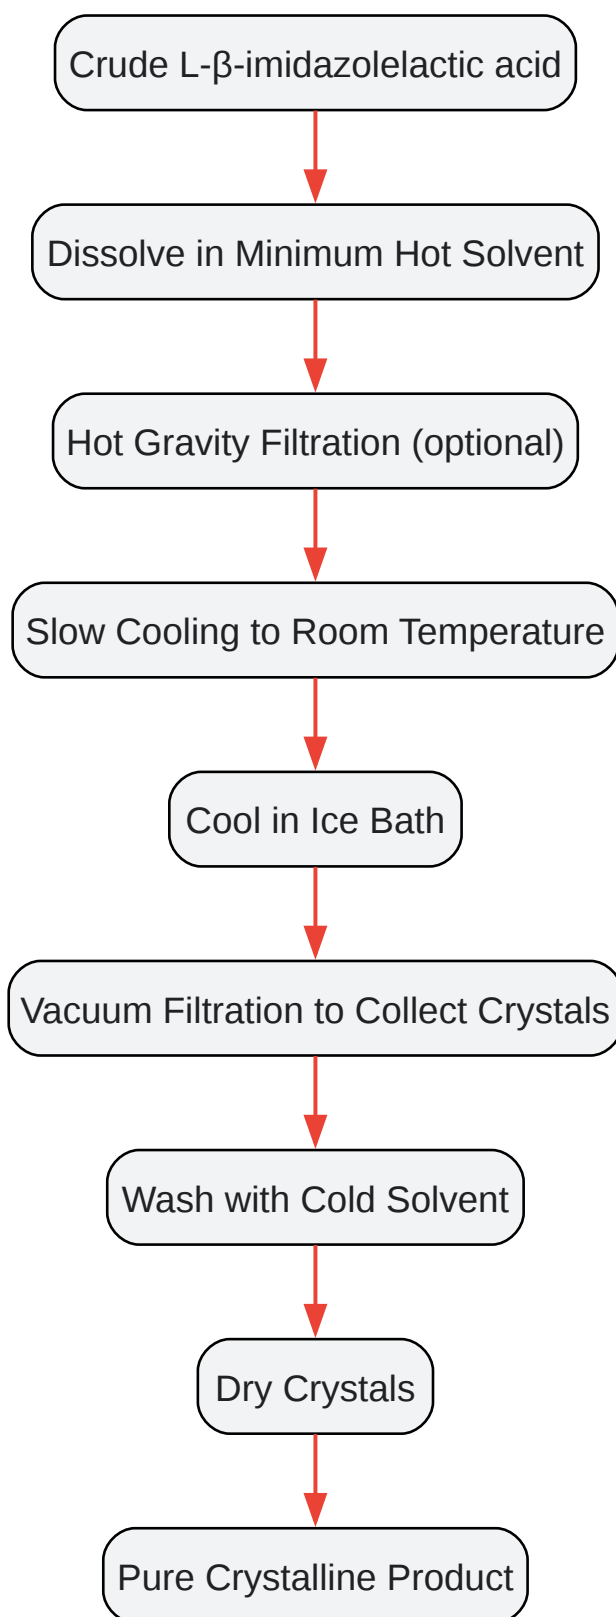 Crude L-β-imidazolelactic acid
Dissolve in Minimum Hot Solvent
Hot Gravity Filtration (optional)
Slow Cooling to Room Temperature
Cool in Ice Bath
Vacuum Filtration to Collect Crystals
Wash with Cold Solvent
Dry Crystals
Pure Crystalline Product